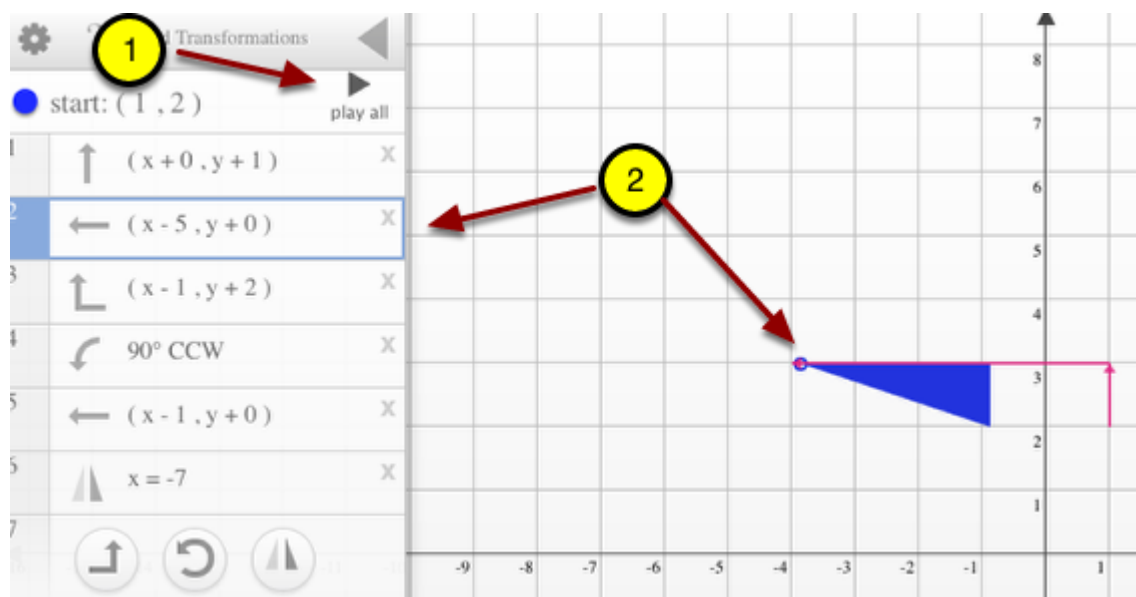 1
d Transformations
start: ( 1 , 2 )
play all
1
( x + 0 , y + 1 )
x
2
( x - 5 , y + 0 )
x
3
( x - 1 , y + 2 )
x
4
90° CCW
x
5
( x - 1 , y + 0 )
x
6
x = -7
x
7
2
8
7
6
5
4
3
2
1
-9
-8
-7
-6
-5
-4
-3
-2
-1
1